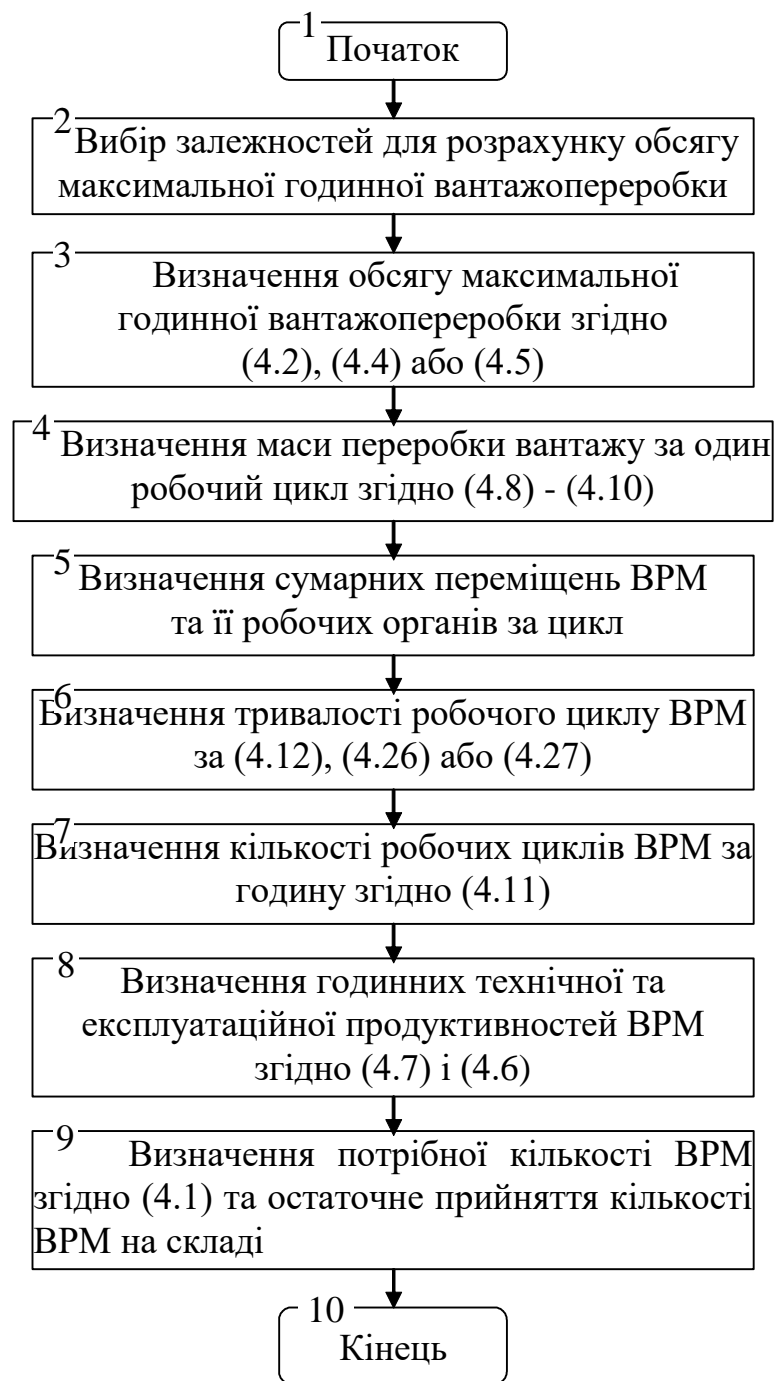 1
Початок
2
Вибір залежностей для розрахунку обсягу
максимальної годинної вантажопереробки
3
Визначення обсягу максимальної
годинної вантажопереробки згідно
(4.2), (4.4) або (4.5)
4
Визначення маси переробки вантажу за один
робочий цикл згідно (4.8) - (4.10)
5
Визначення сумарних переміщень ВРМ
та її робочих органів за цикл
6
Визначення тривалості робочого циклу ВРМ
за (4.12), (4.26) або (4.27)
7
Визначення кількості робочих циклів ВРМ за
годину згідно (4.11)
8
Визначення годинних технічної та
експлуатаційної продуктивностей ВРМ
згідно (4.7) і (4.6)
9
Визначення потрібної кількості ВРМ
згідно (4.1) та остаточне прийняття кількості
ВРМ на складі
10
Кінець